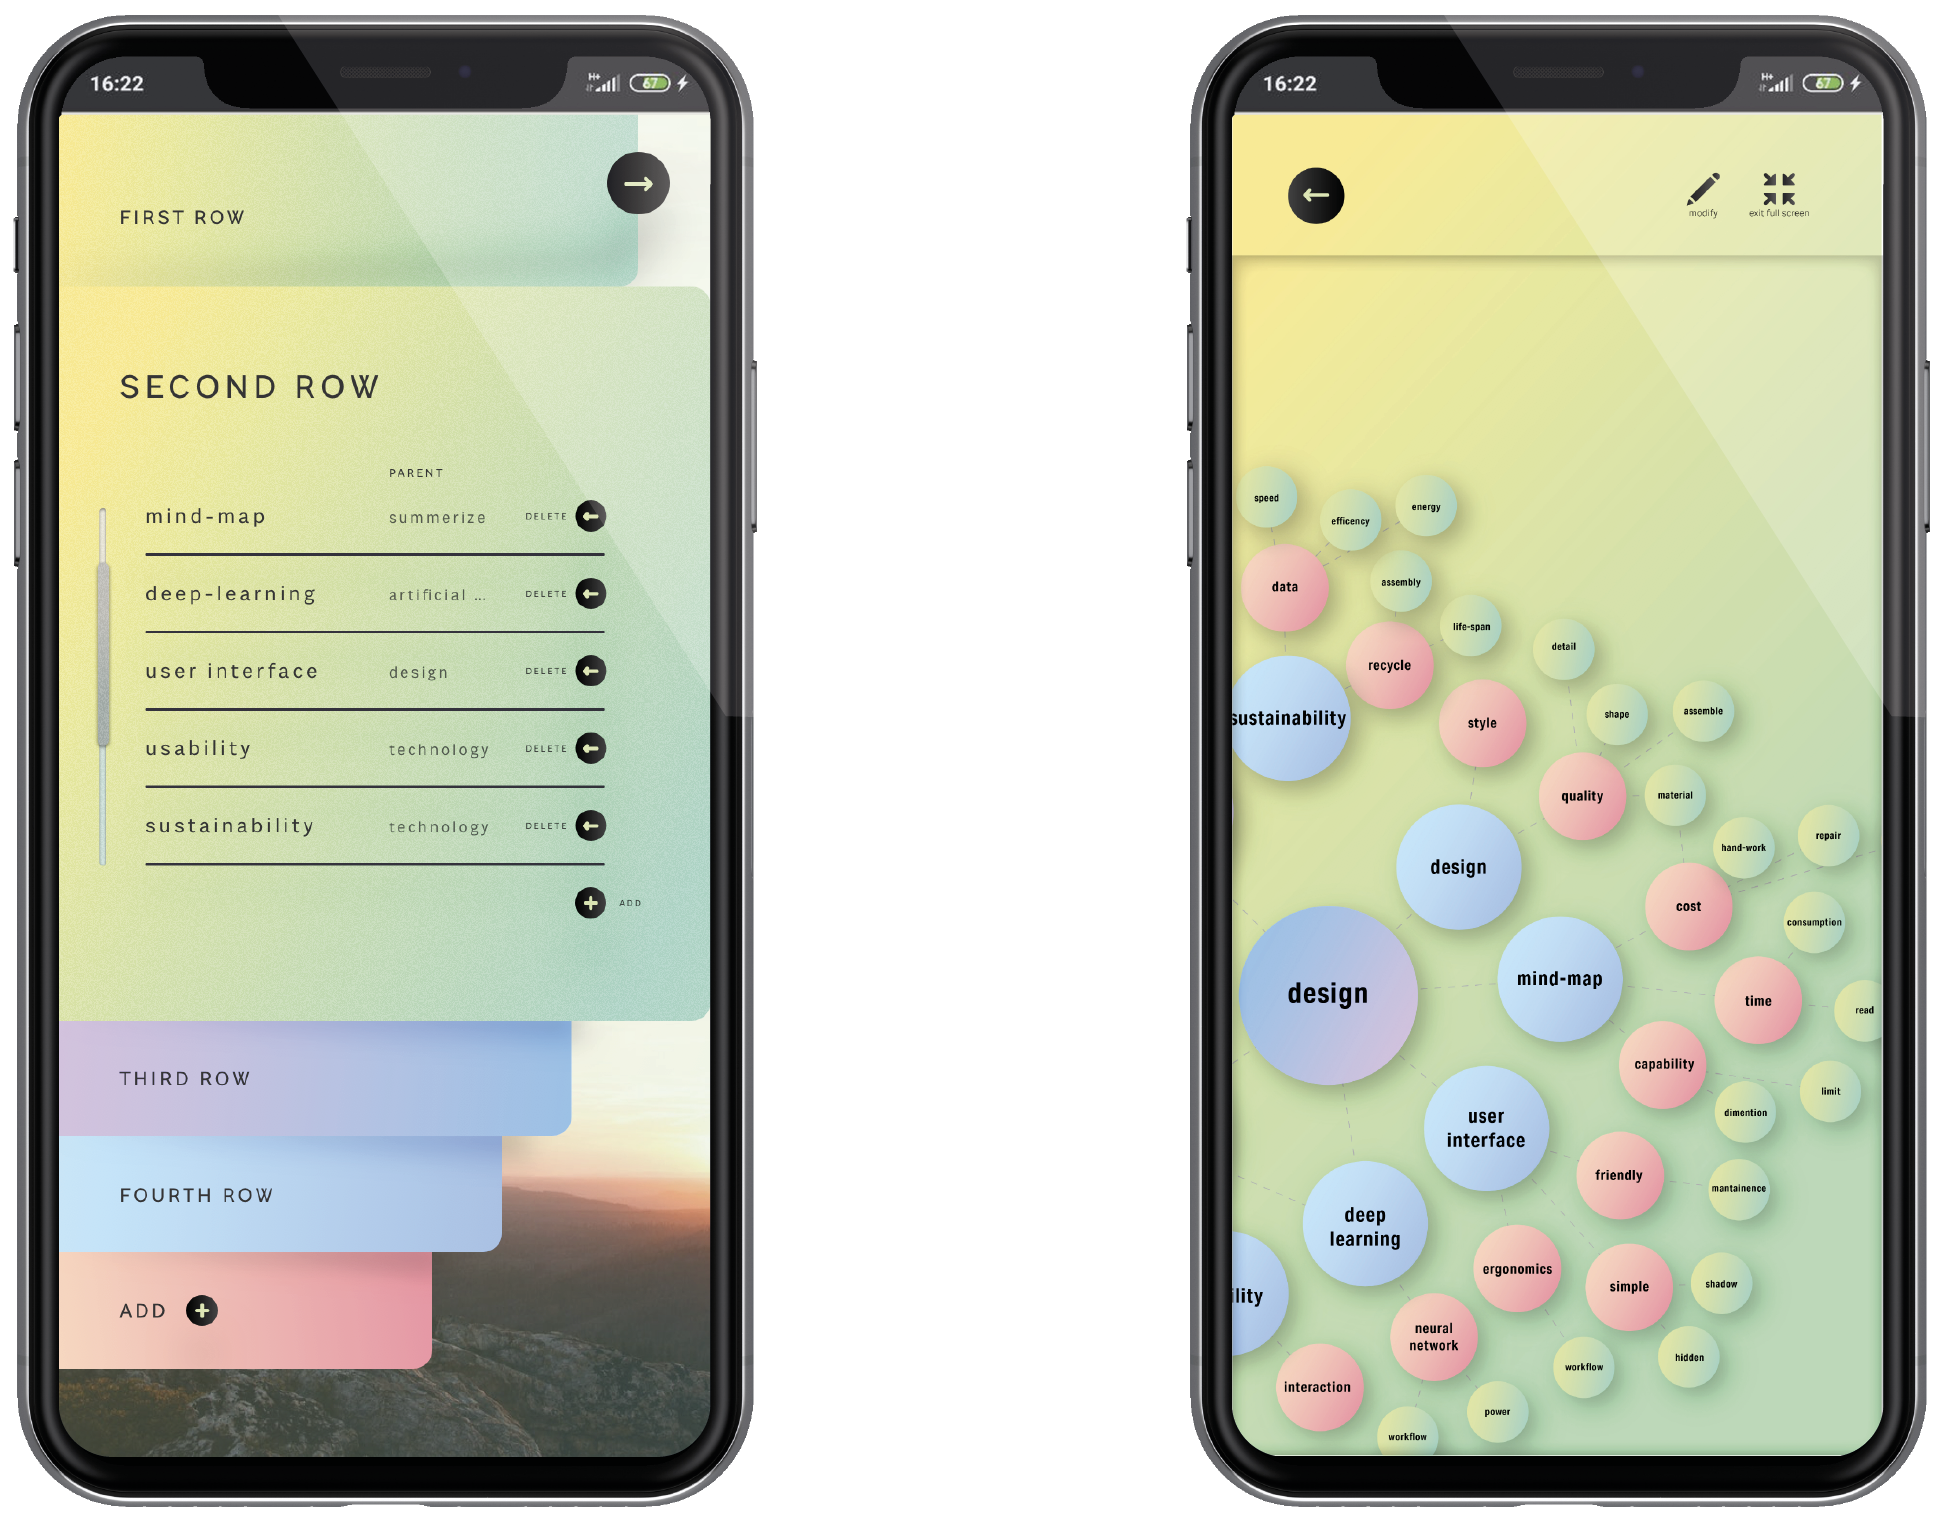 16:22
H+
67
FIRST ROW
SECOND ROW
PARENT
mind-map summerize DELETE
deep-learning artificial ... DELETE
user interface design DELETE
usability technology DELETE
sustainability technology DELETE
ADD
THIRD ROW
FOURTH ROW
ADD
16:22
H+
67
modify
exit full screen
speed
efficency
energy
data
assembly
life-span
detail
recycle
sustainability
style
shape
assemble
quality
material
hand-work
repair
design
cost
consumption
design
mind-map
time
read
capability
limit
dimention
user
interface
friendly
mantainence
deep
learning
ergonomics
simple
shadow
ility
neural
network
workflow
hidden
interaction
power
workflow